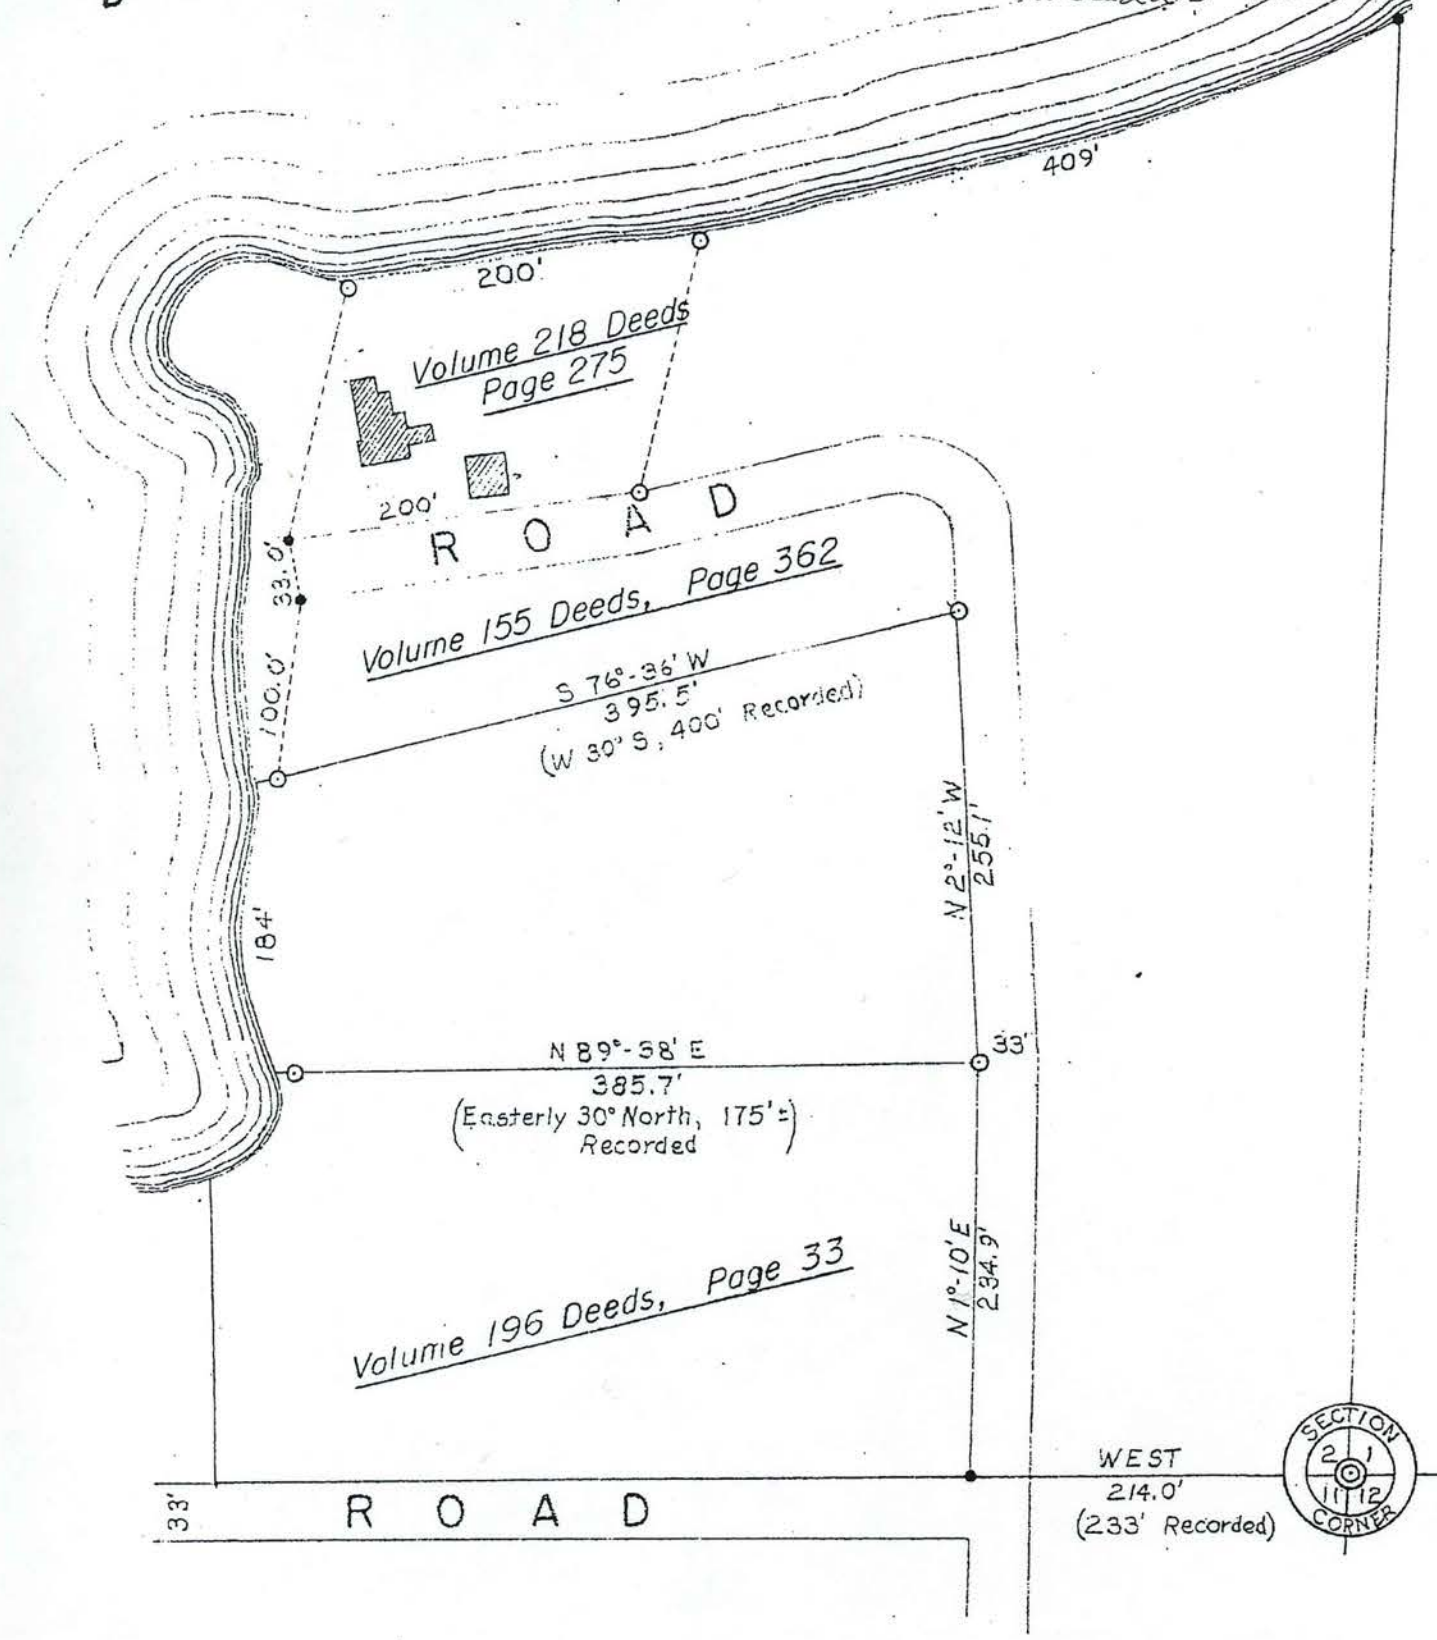 409'
200'
Volume 218 Deeds
Page 275
200'
ROAD
33.0'
Volume 155 Deeds, Page 362
100.0'
S 76°-36' W
395.5'
(W 30° S, 400' Recorded)
N 2°-12' W
255.1'
184'
33'
N 89°-58' E
385.7'
(Easterly 30° North, 175'±)
Recorded
N 1°-10' E
234.9'
Volume 196 Deeds, Page 33
SECTION
2 1
11 12
CORNER
WEST
214.0'
(233' Recorded)
33'
ROAD